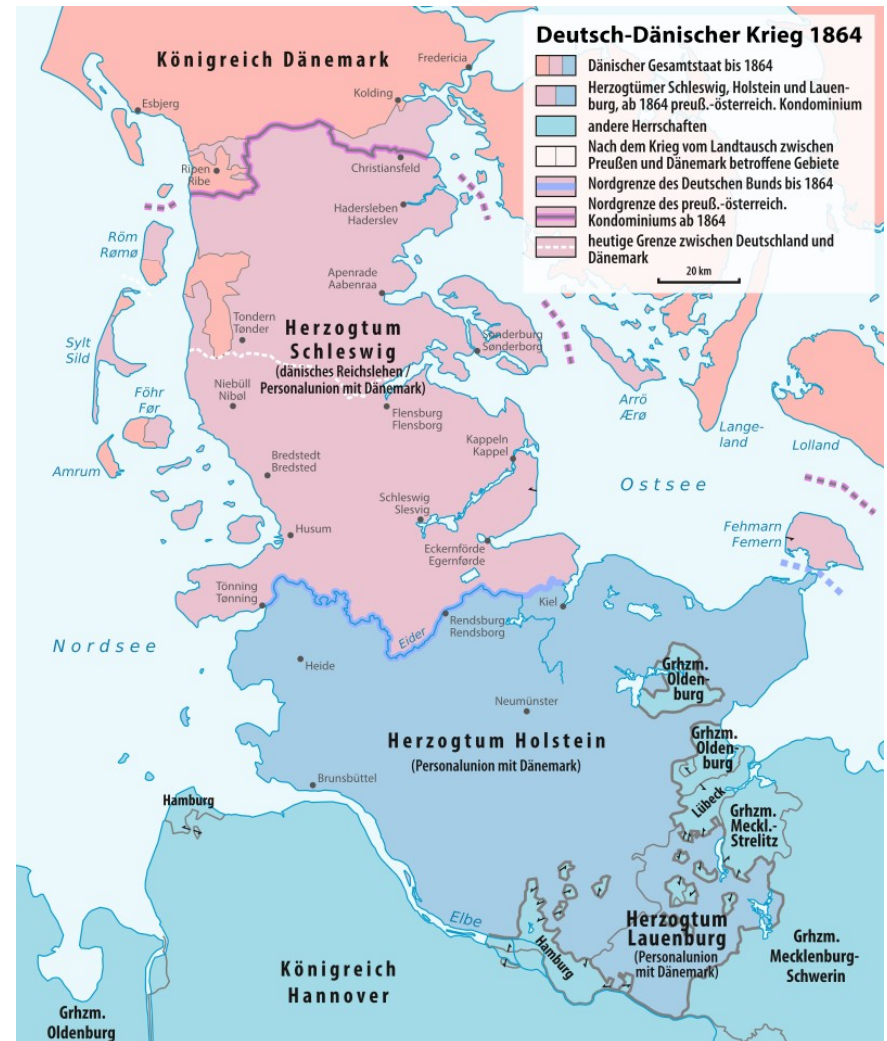 Deutsch-Dänischer Krieg 1864
Dänischer Gesamtstaat bis 1864
Herzogtümer Schleswig, Holstein und Lauen-
burg, ab 1864 preuß.-österreich. Kondominium
andere Herrschaften
Nach dem Krieg vom Landtausch zwischen
Preußen und Dänemark betroffene Gebiete
Nordgrenze des Deutschen Bunds bis 1864
Nordgrenze des preuß.-österreich.
Kondominiums ab 1864
heutige Grenze zwischen Deutschland und
Dänemark
20 km
Königreich Dänemark
Fredericia
Kolding
Esbjerg
Ripen
Ribe
Christiansfeld
Hadersleben
Haderslev
Röm
Rømø
Apenrade
Aabenraa
Tondern
Tønder
Herzogtum
Schleswig
(dänisches Reichslehen /
Personalunion mit Dänemark)
Sonderburg
Sønderborg
Sylt
Sild
Niebüll
Nibøl
Föhr
Før
Flensburg
Flensborg
Arrö
Ærø
Lange-
land
Lolland
Amrum
Bredstedt
Bredsted
Kappeln
Kappel
Ostsee
Schleswig
Slesvig
Husum
Eckernförde
Egernførde
Fehmarn
Femern
Tönning
Tønning
Kiel
Eider
Rendsburg
Rendsborg
Nordsee
Heide
Grhzm.
Olden-
burg
Neumünster
Herzogtum Holstein
(Personalunion mit Dänemark)
Grhzm.
Olden-
burg
Brunsbüttel
Hamburg
Lübeck
Grhzm.
Meckl.-
Strelitz
Elbe
Hamburg
Herzogtum
Lauenburg
(Personalunion
mit Dänemark)
Grhzm.
Mecklenburg-
Schwerin
Königreich
Hannover
Grhzm.
Oldenburg